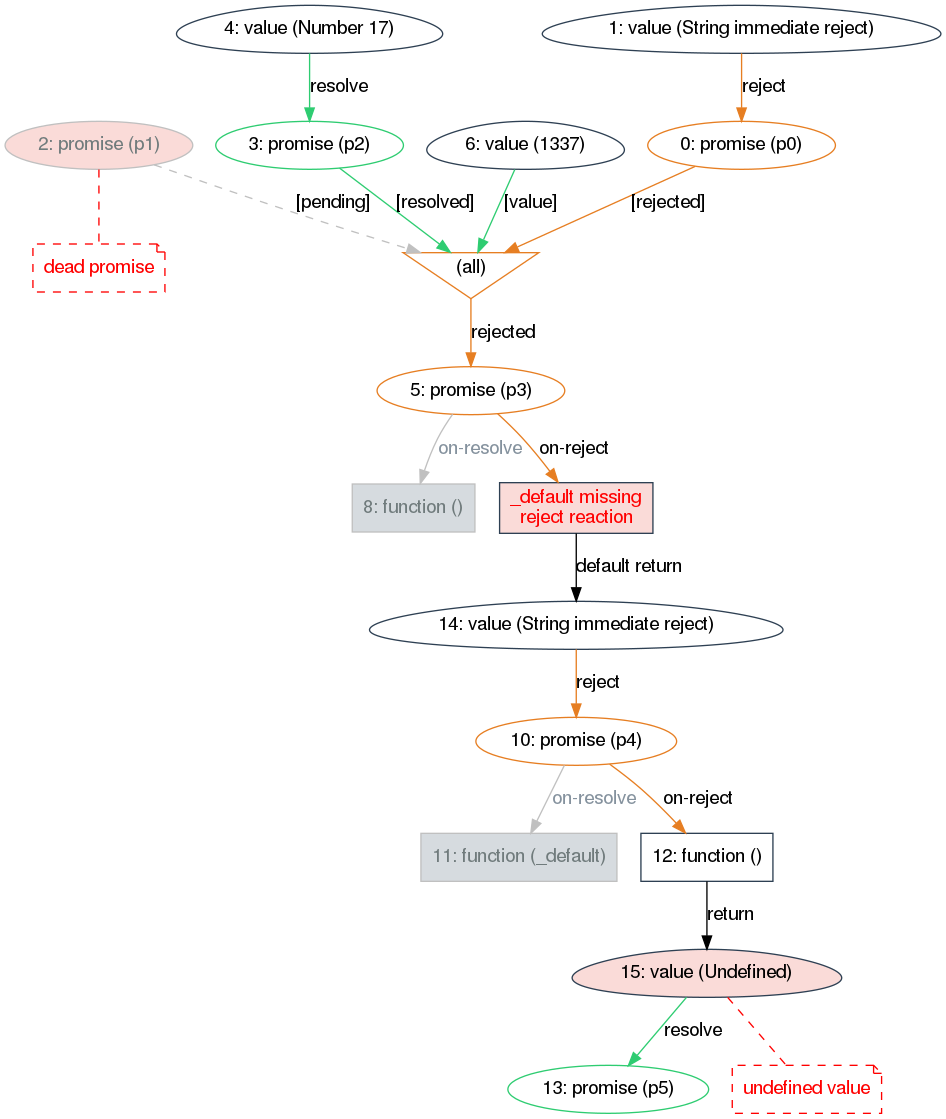 4: value (Number 17)
1: value (String immediate reject)
resolve
reject
2: promise (p1)
3: promise (p2)
6: value (1337)
0: promise (p0)
[pending]
[resolved]
[value]
[rejected]
dead promise
(all)
rejected
5: promise (p3)
on-resolve
on-reject
8: function ()
_default missing
reject reaction
default return
14: value (String immediate reject)
reject
10: promise (p4)
on-resolve
on-reject
11: function (_default)
12: function ()
return
15: value (Undefined)
resolve
13: promise (p5)
undefined value